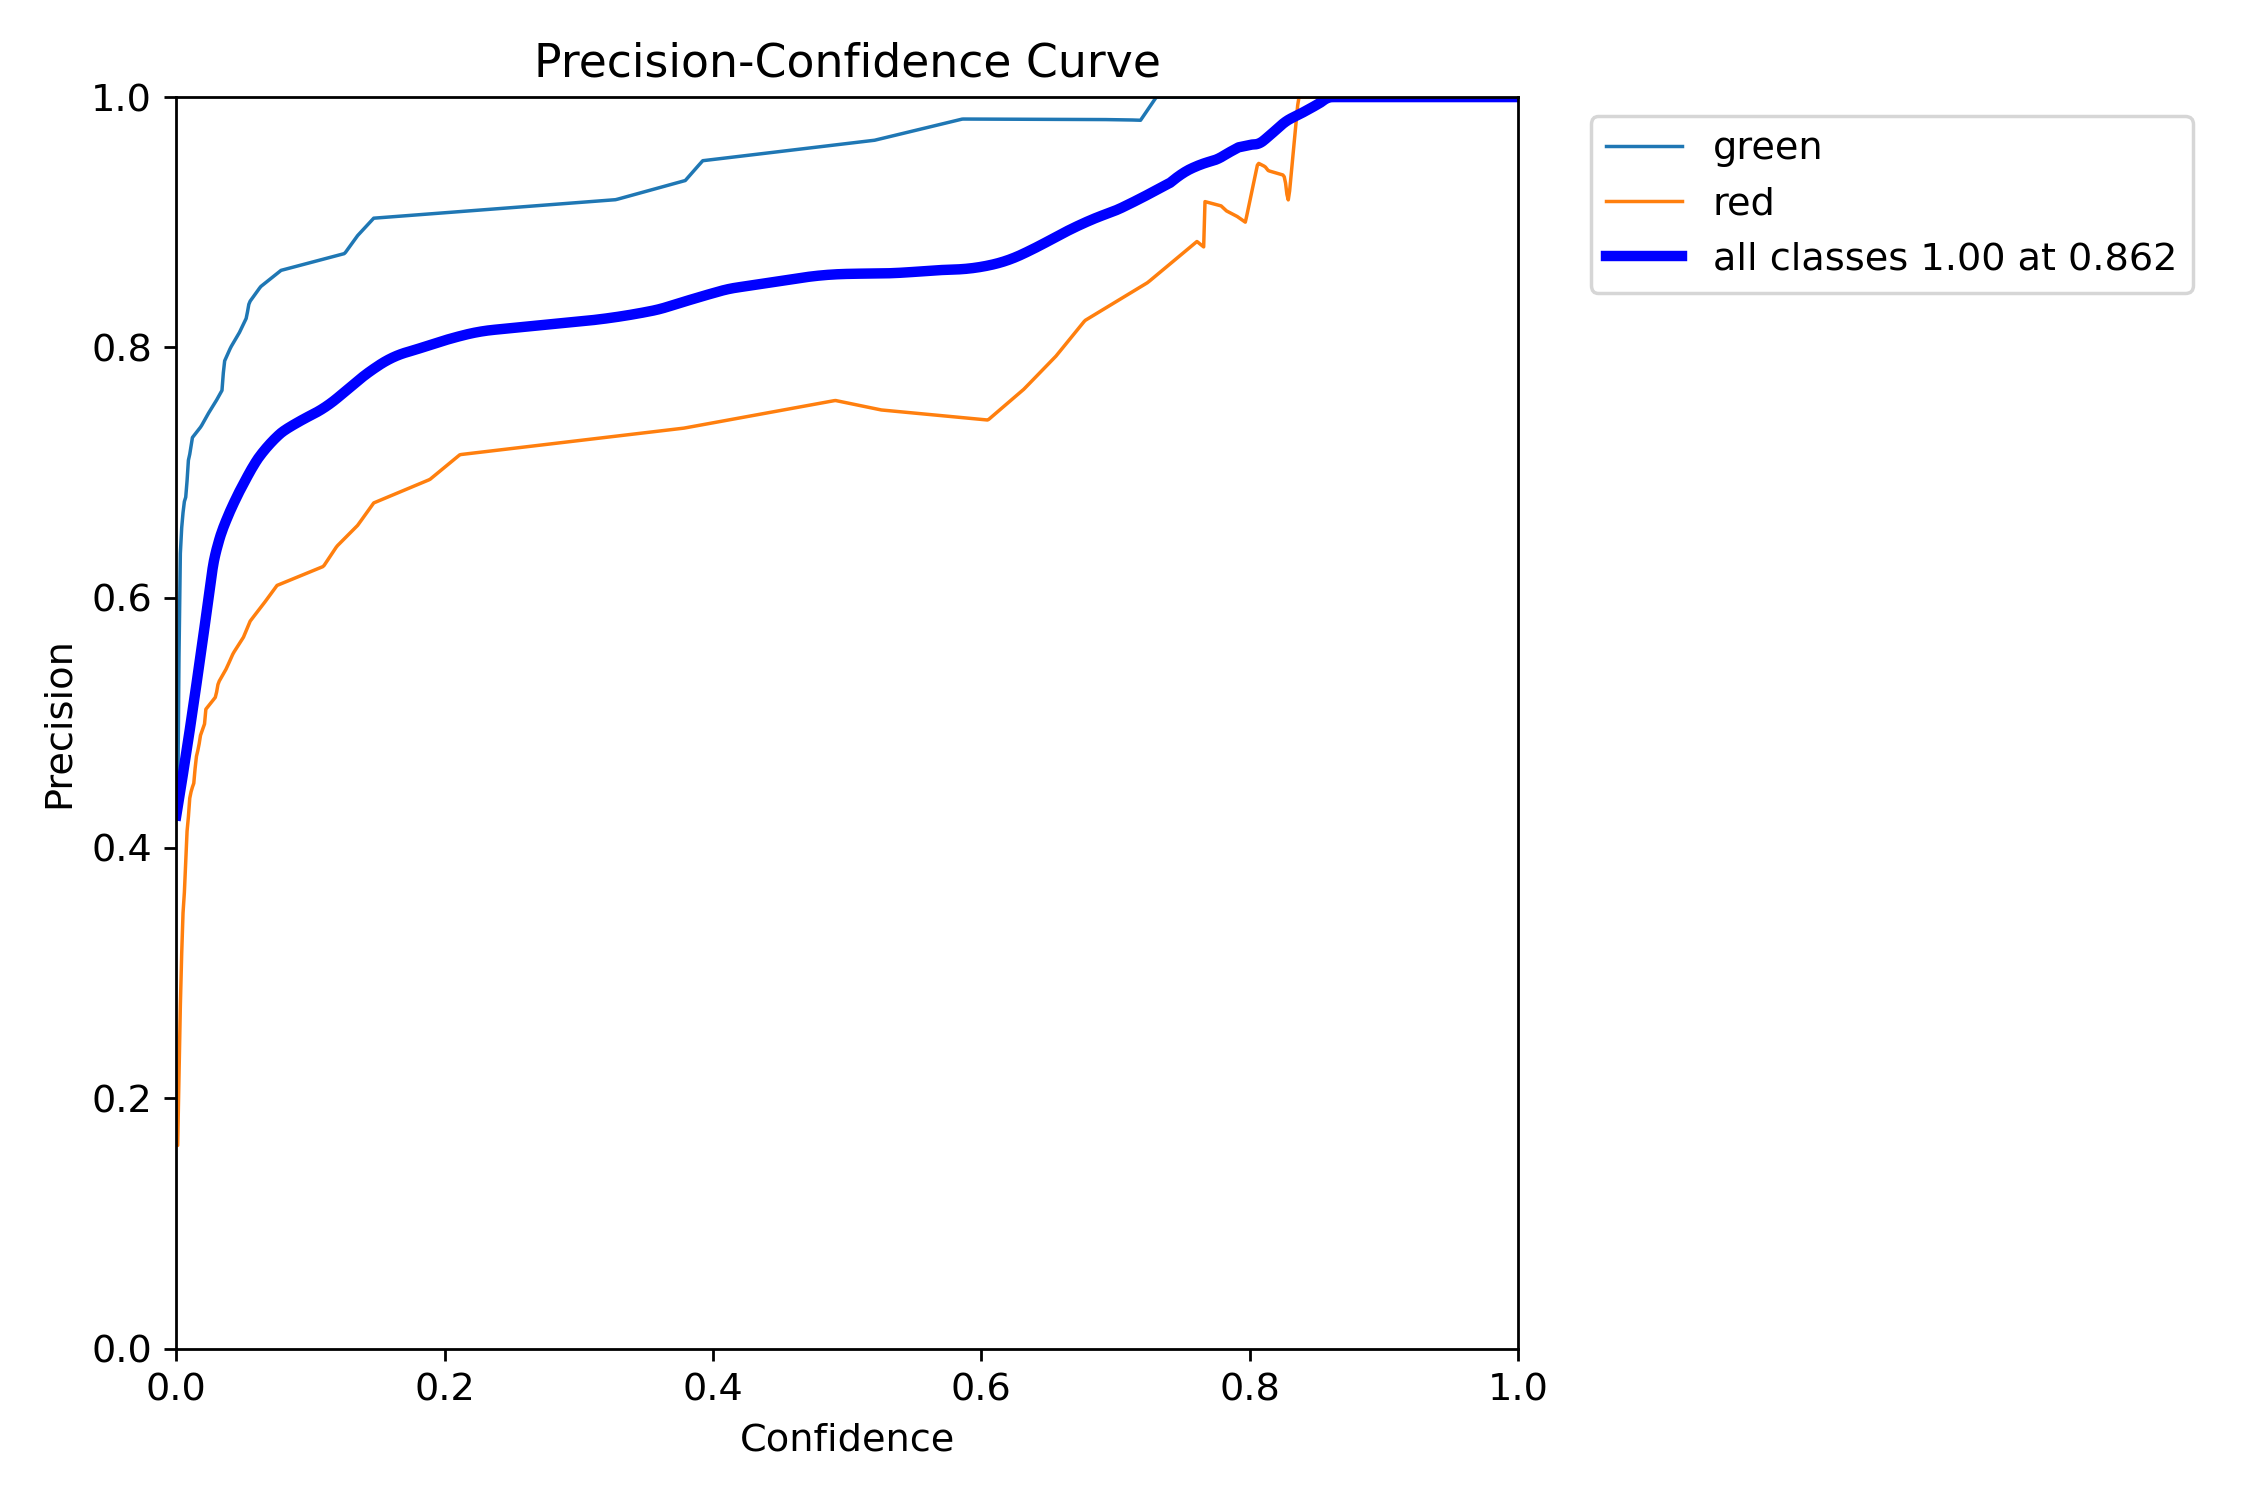 Precision-Confidence Curve
1.0
0.8
0.6
0.4
0.2
0.0
Precision
0.0 0.2 0.4 0.6 0.8 1.0
Confidence
green
red
all classes 1.00 at 0.862